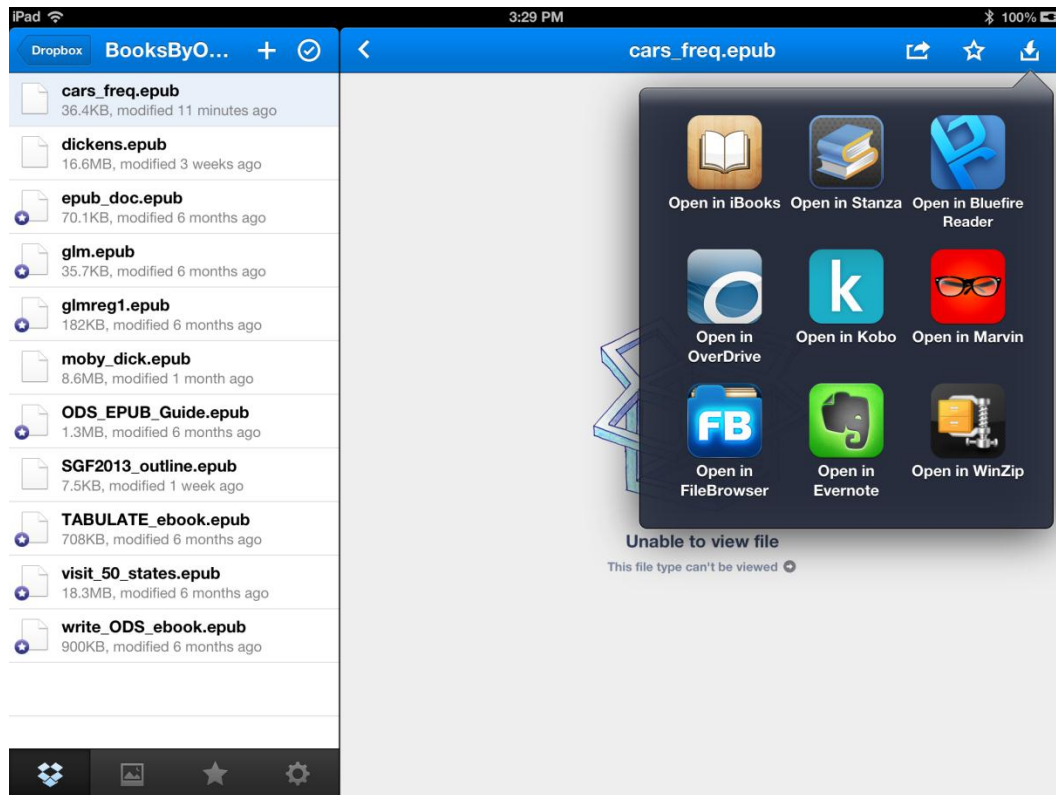 iPad 3:29 PM 100%
Dropbox BooksByO... + cars_freq.epub
cars_freq.epub
36.4KB, modified 11 minutes ago
dickens.epub
16.6MB, modified 3 weeks ago
epub_doc.epub
70.1KB, modified 6 months ago
glm.epub
35.7KB, modified 6 months ago
glmreg1.epub
182KB, modified 6 months ago
moby_dick.epub
8.6MB, modified 1 month ago
ODS_EPUB_Guide.epub
1.3MB, modified 6 months ago
SGF2013_outline.epub
7.5KB, modified 1 week ago
TABULATE_ebook.epub
708KB, modified 6 months ago
visit_50_states.epub
18.3MB, modified 6 months ago
write_ODS_ebook.epub
900KB, modified 6 months ago
Open in iBooks Open in Stanza Open in Bluefire
Reader
k
Open in Open in Kobo Open in Marvin
OverDrive
FB
Open in Open in Open in WinZip
FileBrowser Evernote
Unable to view file
This file type can't be viewed